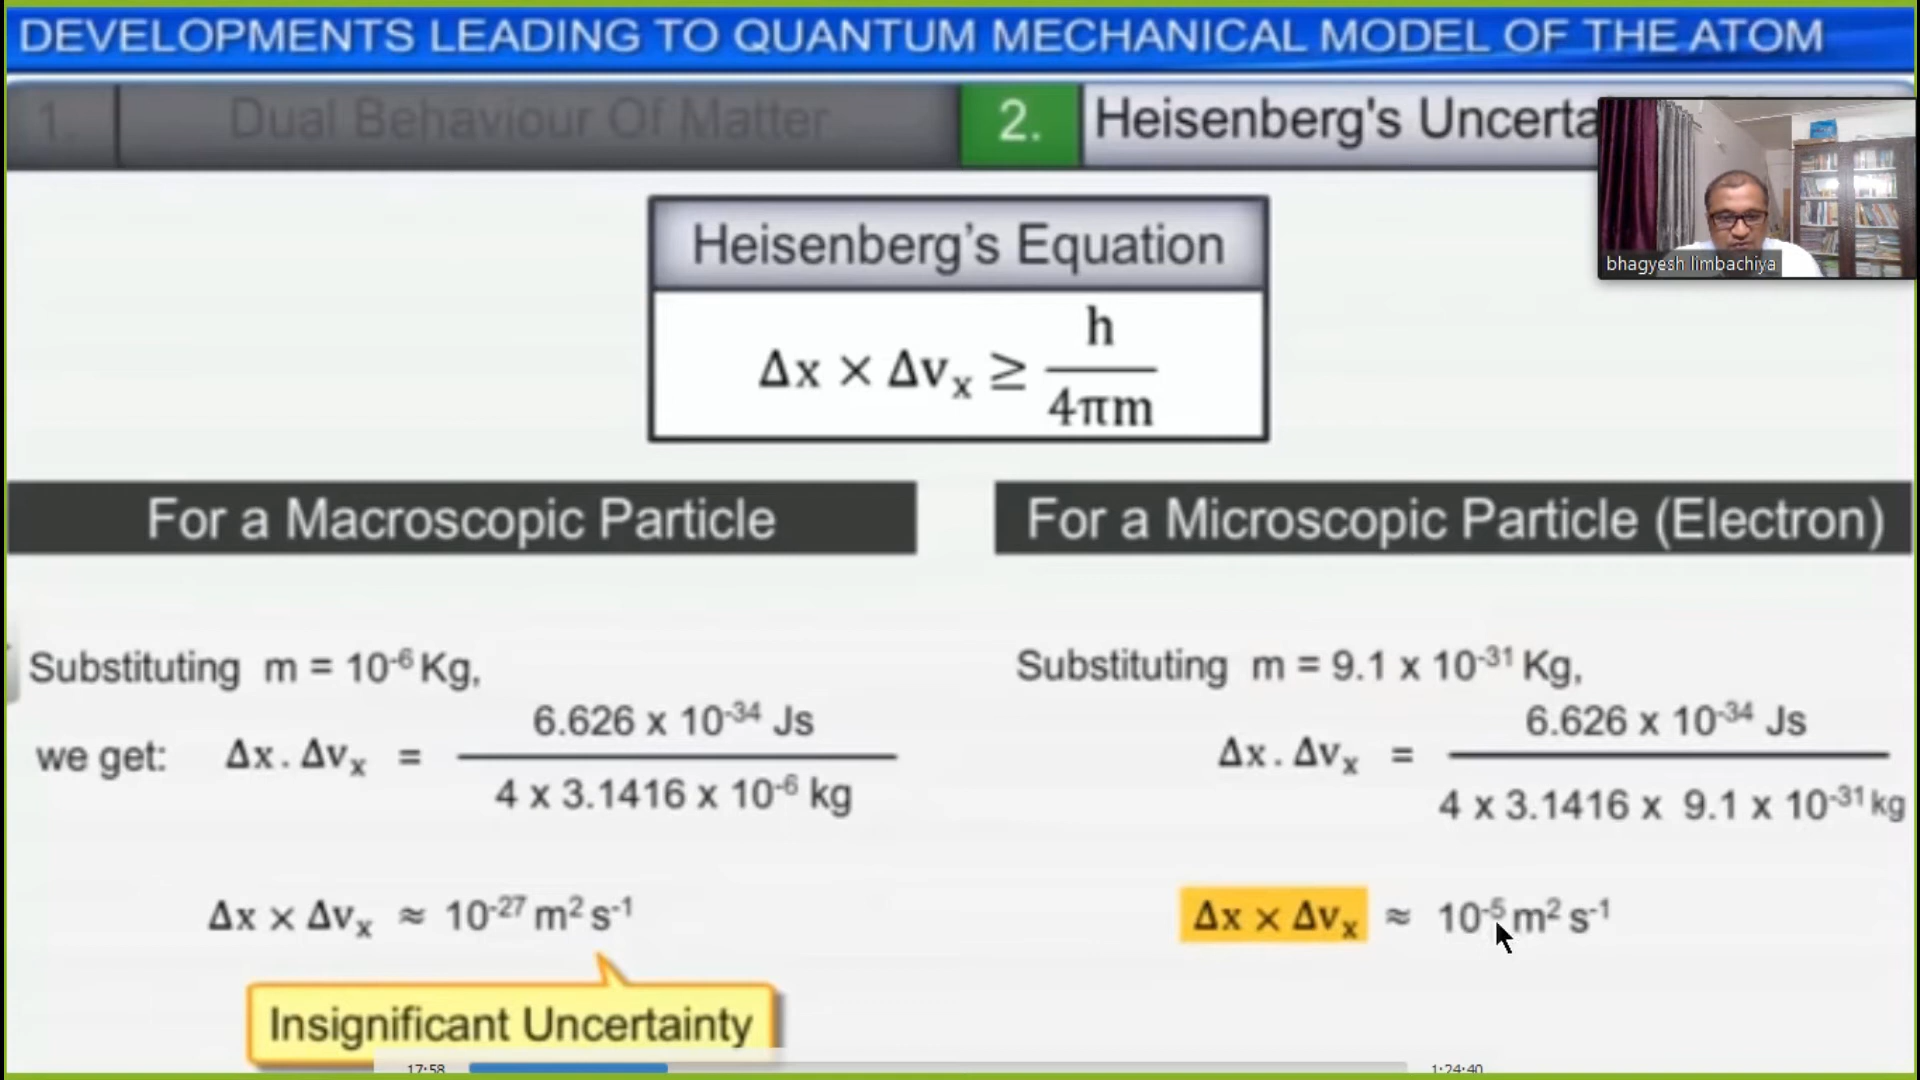 DEVELOPMENTS LEADING TO QUANTUM MECHANICAL MODEL OF THE ATOM
1. Dual Behaviour Of Matter 2. Heisenberg's Uncerta
bhagyesh limbachiya
Heisenberg's Equation
Δx × Δvₓ ≥ h / 4πm
For a Macroscopic Particle
Substituting m = 10⁻⁶ Kg,
we get: Δx . Δvₓ = 6.626 x 10⁻³⁴ Js / 4 x 3.1416 x 10⁻⁶ kg
Δx × Δvₓ ≈ 10⁻²⁷ m² s⁻¹
Insignificant Uncertainty
For a Microscopic Particle (Electron)
Substituting m = 9.1 x 10⁻³¹ Kg,
Δx . Δvₓ = 6.626 x 10⁻³⁴ Js / 4 x 3.1416 x 9.1 x 10⁻³¹ kg
Δx × Δvₓ ≈ 10⁻⁵ m² s⁻¹
17:58 1:24:40